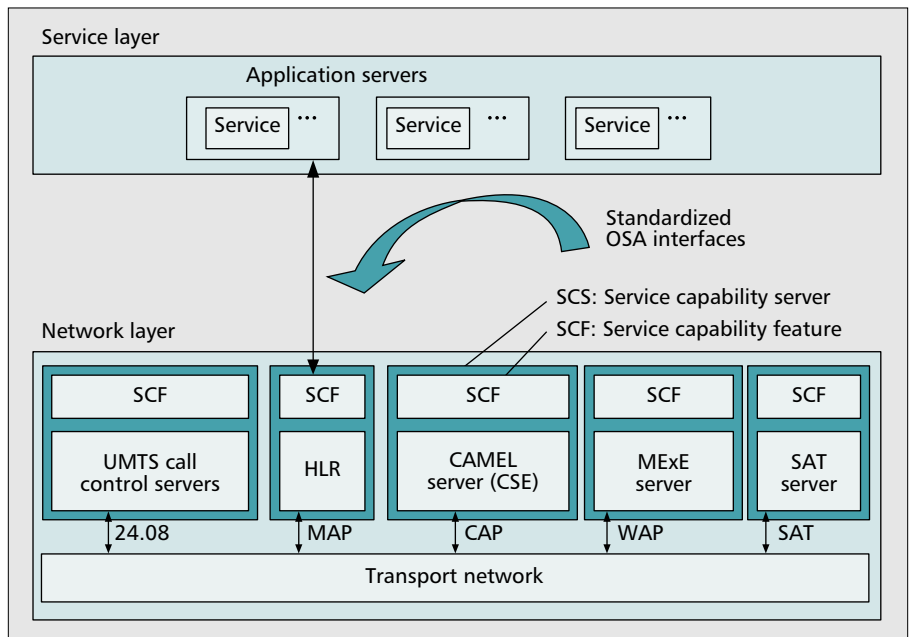 Service layer
Application servers
Service ...
Service ...
Service ...
Standardized
OSA interfaces
SCS: Service capability server
SCF: Service capability feature
Network layer
SCF
SCF
SCF
SCF
SCF
UMTS call
control servers
HLR
CAMEL
server (CSE)
MExE
server
SAT
server
24.08
MAP
CAP
WAP
SAT
Transport network